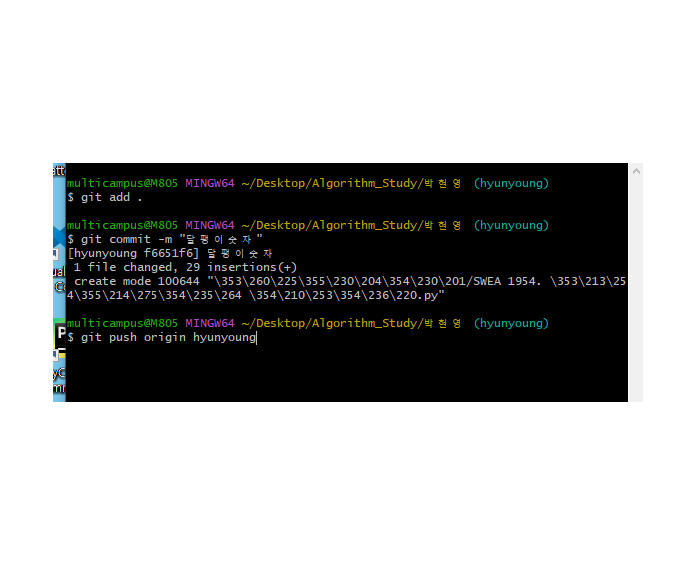 atte
multicampus@M805 MINGW64 ~/Desktop/Algorithm_Study/박현영 (hyunyoung)
$ git add .
multicampus@M805 MINGW64 ~/Desktop/Algorithm_Study/박현영 (hyunyoung)
$ git commit -m "달팽이숫자"
[hyunyoung f6651f6] 달팽이숫자
1 file changed, 29 insertions(+)
create mode 100644 "\353\260\225\355\230\204\354\230\201/SWEA 1954. \353\213\25
4\355\214\275\354\235\264 \354\210\253\354\236\220.py"
multicampus@M805 MINGW64 ~/Desktop/Algorithm_Study/박현영 (hyunyoung)
$ git push origin hyunyoung